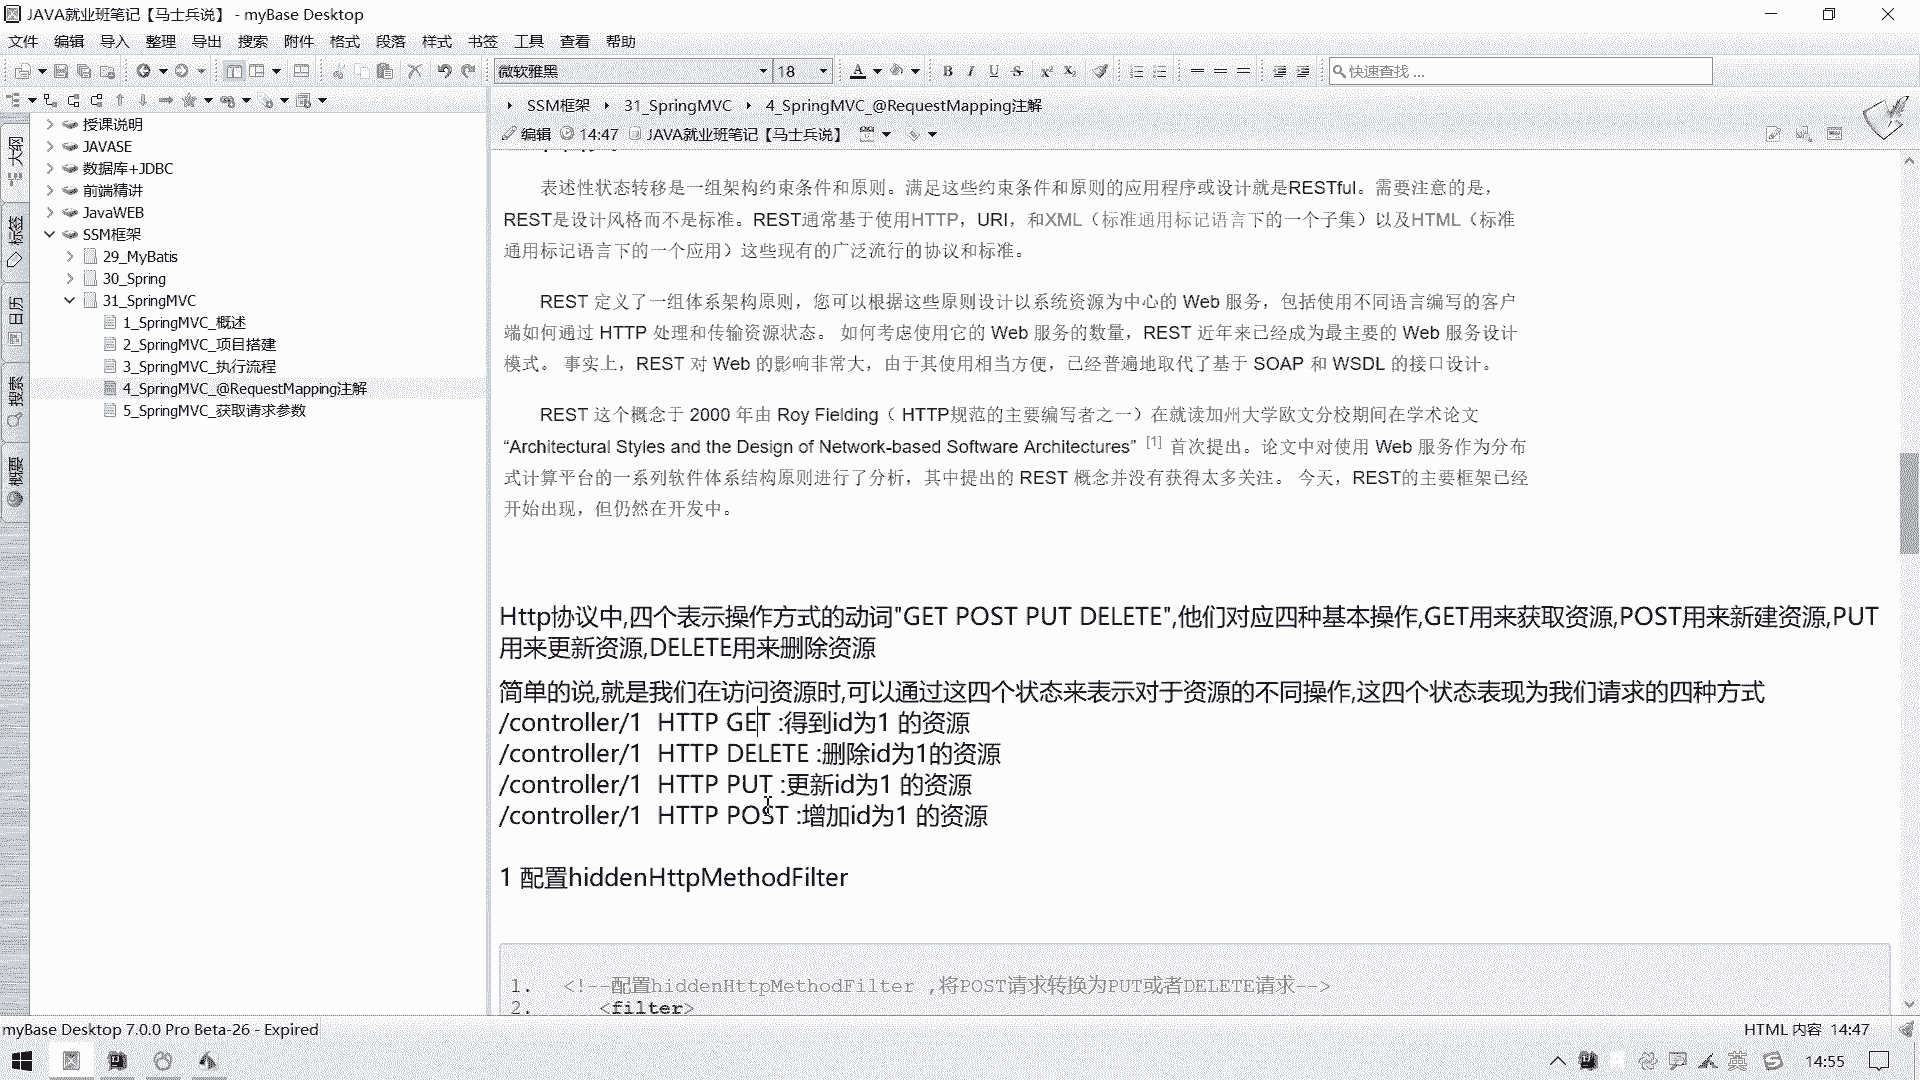 JAVA就业班笔记【马士兵说】 - myBase Desktop
文件 编辑 导入 整理 导出 搜索 附件 格式 段落 样式 书签 工具 查看 帮助
微软雅黑 18 A B I U S X² X₂ 快速查找 ...
SSM框架 31_SpringMVC 4_SpringMVC_@RequestMapping注解
编辑 14:47 JAVA就业班笔记【马士兵说】
大纲
标签
日历
搜索
概要
授课说明
JAVASE
数据库+JDBC
前端精讲
JavaWEB
SSM框架
29_MyBatis
30_Spring
31_SpringMVC
1_SpringMVC_概述
2_SpringMVC_项目搭建
3_SpringMVC_执行流程
4_SpringMVC_@RequestMapping注解
5_SpringMVC_获取请求参数
表述性状态转移是一组架构约束条件和原则。满足这些约束条件和原则的应用程序或设计就是RESTful。需要注意的是，
REST是设计风格而不是标准。REST通常基于使用HTTP，URI，和XML（标准通用标记语言下的一个子集）以及HTML（标准
通用标记语言下的一个应用）这些现有的广泛流行的协议和标准。
REST 定义了一组体系架构原则，您可以根据这些原则设计以系统资源为中心的 Web 服务，包括使用不同语言编写的客户
端如何通过 HTTP 处理和传输资源状态。 如何考虑使用它的 Web 服务的数量，REST 近年来已经成为最主要的 Web 服务设计
模式。 事实上，REST 对 Web 的影响非常大，由于其使用相当方便，已经普遍地取代了基于 SOAP 和 WSDL 的接口设计。
REST 这个概念于 2000 年由 Roy Fielding（ HTTP规范的主要编写者之一）在就读加州大学欧文分校期间在学术论文
“Architectural Styles and the Design of Network-based Software Architectures” [1] 首次提出。论文中对使用 Web 服务作为分布
式计算平台的一系列软件体系结构原则进行了分析，其中提出的 REST 概念并没有获得太多关注。 今天，REST的主要框架已经
开始出现，但仍然在开发中。
Http协议中,四个表示操作方式的动词"GET POST PUT DELETE",他们对应四种基本操作,GET用来获取资源,POST用来新建资源,PUT
用来更新资源,DELETE用来删除资源
简单的说,就是我们在访问资源时,可以通过这四个状态来表示对于资源的不同操作,这四个状态表现为我们请求的四种方式
/controller/1 HTTP GET :得到id为1 的资源
/controller/1 HTTP DELETE :删除id为1的资源
/controller/1 HTTP PUT :更新id为1 的资源
/controller/1 HTTP POST :增加id为1 的资源
1 配置hiddenHttpMethodFilter
1. <!--配置hiddenHttpMethodFilter ,将POST请求转换为PUT或者DELETE请求-->
2. <filter>
myBase Desktop 7.0.0 Pro Beta-26 - Expired
HTML 内容 14:47
英 14:55